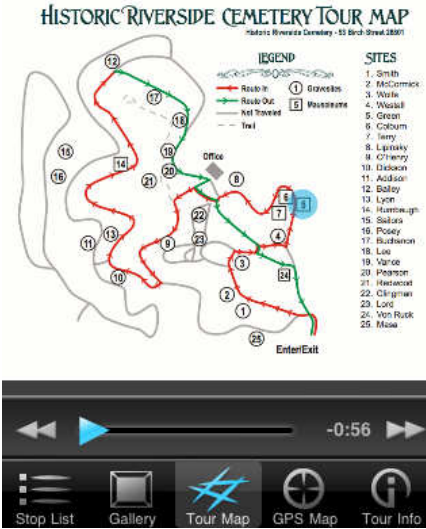 HISTORIC RIVERSIDE CEMETERY TOUR MAP
Historic Riverside Cemetery - 53 Birch Street 28801
LEGEND
Route In
Route Out
Not Traveled
Trail
1 Gravesites
5 Mausoleums
SITES
1. Smith
2. McCormick
3. Wolfe
4. Westall
5. Green
6. Colburn
7. Terry
8. Lipinsky
9. O'Henry
10. Dickson
11. Addison
12. Bailey
13. Lyon
14. Rumbough
15. Sailors
16. Posey
17. Buchanan
18. Lee
19. Vance
20. Pearson
21. Redwood
22. Clingman
23. Lord
24. Von Ruck
25. Masa
12
17
18
15
16
14
19
20
21
Office
8
6
5
7
22
13
11
9
23
4
3
10
24
2
1
25
Enter/Exit
-0:56
Stop List
Gallery
Tour Map
GPS Map
Tour Info